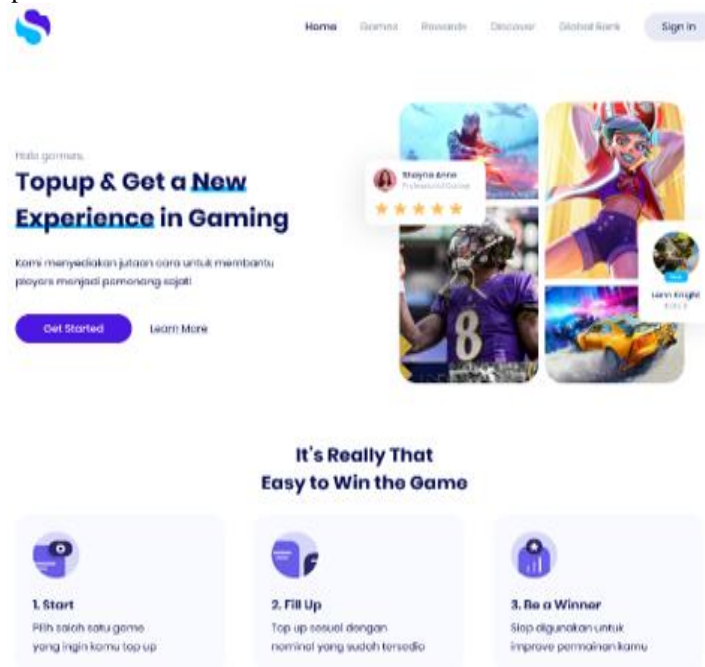 Home Games Rewards Discover Global Rank Sign In
Halo gamers,
Topup & Get a New
Experience in Gaming
Kami menyediakan jutaan cara untuk membantu
players menjadi pemenang sejati
Get Started Learn More
Shayna Anne
Professional Gamer
8
It's Really That
Easy to Win the Game
1. Start
Pilih salah satu game
yang ingin kamu top up
2. Fill Up
Top up sesuai dengan
nominal yang sudah tersedia
3. Be a Winner
Siap digunakan untuk
improve permainan kamu